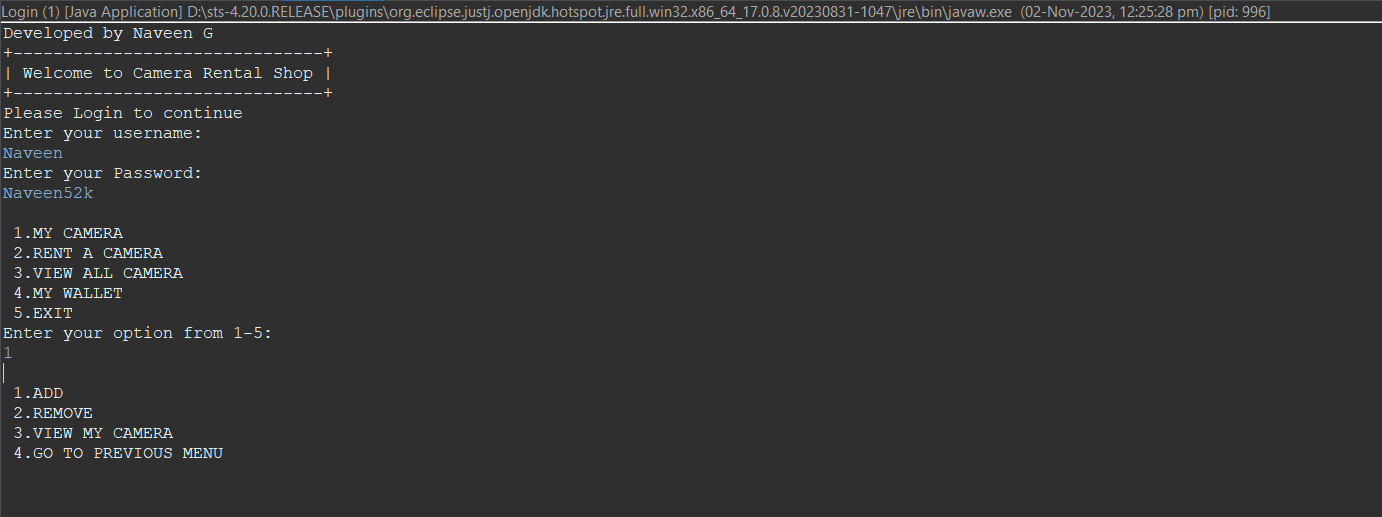 Login (1) [Java Application] D:\sts-4.20.0.RELEASE\plugins\org.eclipse.justj.openjdk.hotspot.jre.full.win32.x86_64_17.0.8.v20230831-1047\jre\bin\javaw.exe (02-Nov-2023, 12:25:28 pm) [pid: 996]
Developed by Naveen G
+-------------------------------+
| Welcome to Camera Rental Shop |
+-------------------------------+
Please Login to continue
Enter your username:
Naveen
Enter your Password:
Naveen52k
1.MY CAMERA
2.RENT A CAMERA
3.VIEW ALL CAMERA
4.MY WALLET
5.EXIT
Enter your option from 1-5:
1
1.ADD
2.REMOVE
3.VIEW MY CAMERA
4.GO TO PREVIOUS MENU